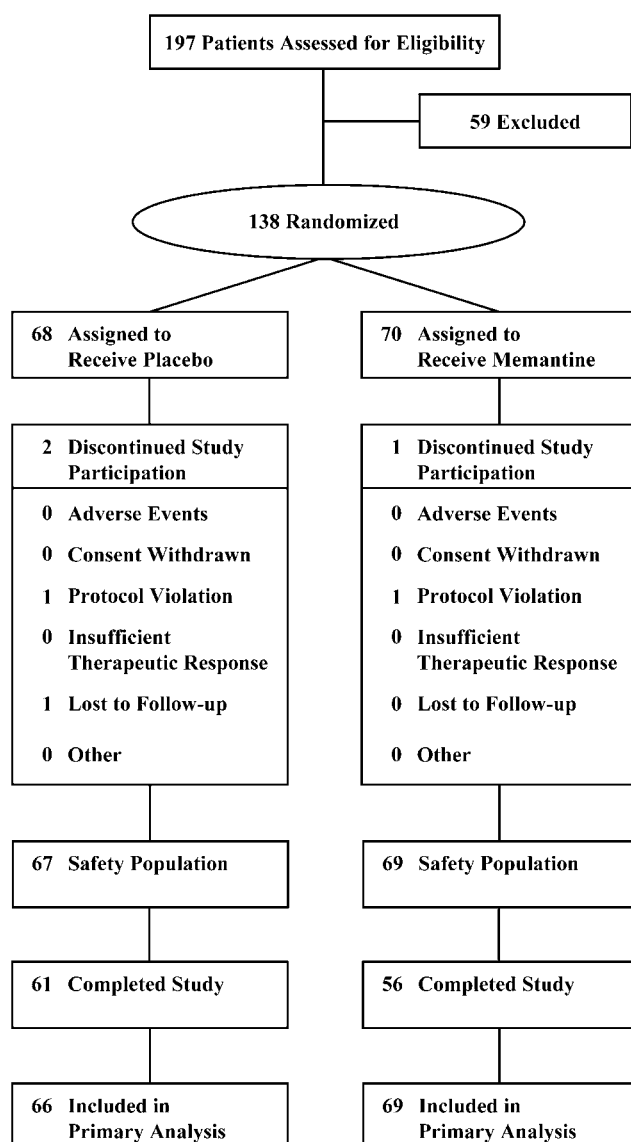 197 Patients Assessed for Eligibility
59 Excluded
138 Randomized
68 Assigned to
Receive Placebo
2 Discontinued Study
Participation
0 Adverse Events
0 Consent Withdrawn
1 Protocol Violation
0 Insufficient
Therapeutic Response
1 Lost to Follow-up
0 Other
67 Safety Population
61 Completed Study
66 Included in
Primary Analysis
70 Assigned to
Receive Memantine
1 Discontinued Study
Participation
0 Adverse Events
0 Consent Withdrawn
1 Protocol Violation
0 Insufficient
Therapeutic Response
0 Lost to Follow-up
0 Other
69 Safety Population
56 Completed Study
69 Included in
Primary Analysis